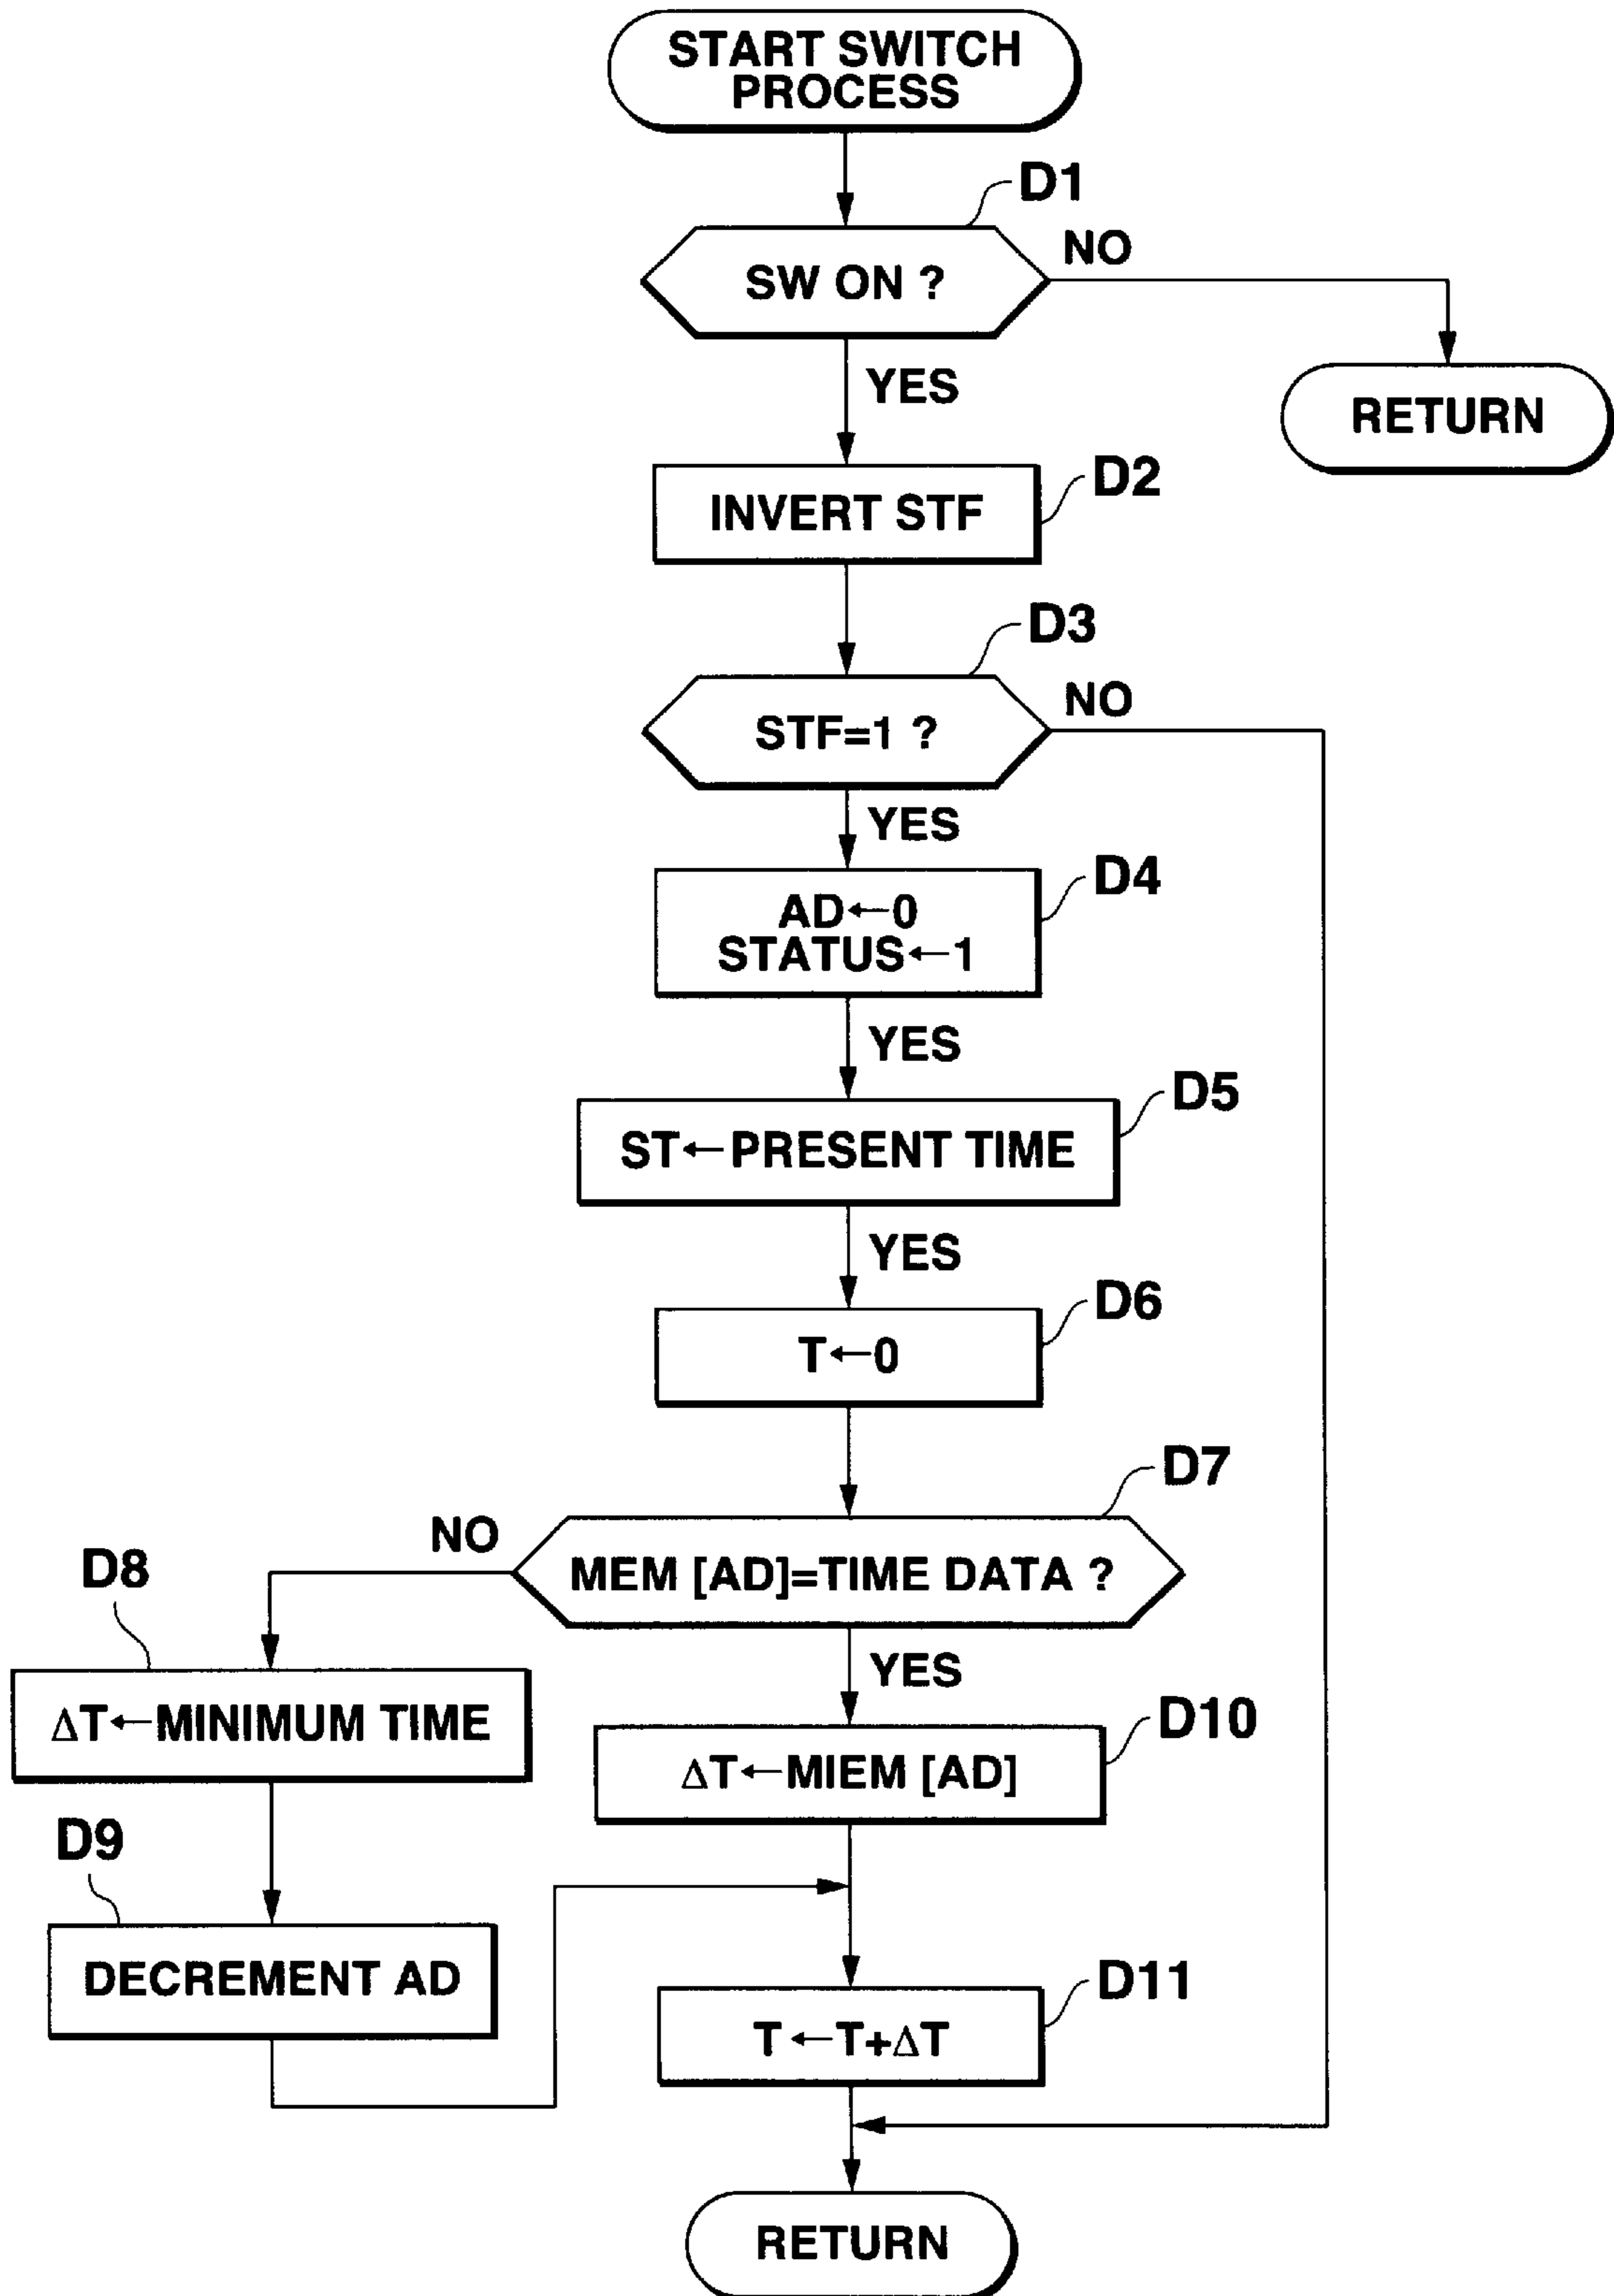 START SWITCH
PROCESS
D1
SW ON ?
NO
YES
RETURN
D2
INVERT STF
D3
STF=1 ?
NO
YES
D4
AD←0
STATUS←1
YES
D5
ST←PRESENT TIME
YES
D6
T←0
D7
MEM [AD]=TIME DATA ?
NO
YES
D8
ΔT←MINIMUM TIME
D10
ΔT←MIEM [AD]
D9
DECREMENT AD
D11
T←T+ΔT
RETURN